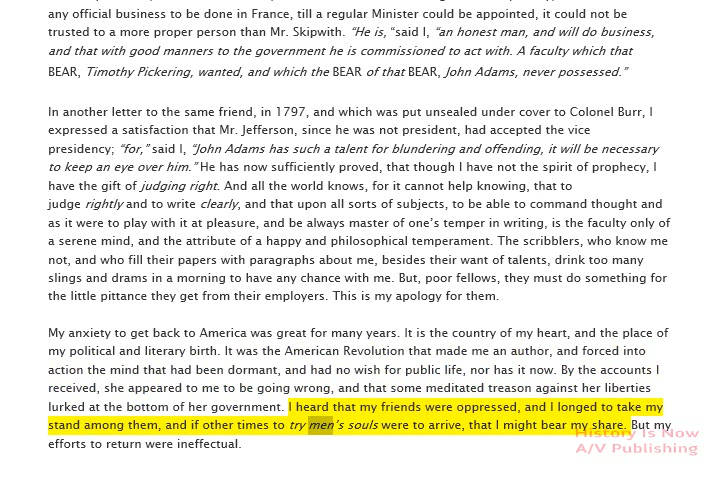 any official business to be done in France, till a regular Minister could be appointed, it could not be
trusted to a more proper person than Mr. Skipwith. “He is, “said I, “an honest man, and will do business,
and that with good manners to the government he is commissioned to act with. A faculty which that
BEAR, Timothy Pickering, wanted, and which the BEAR of that BEAR, John Adams, never possessed.”
In another letter to the same friend, in 1797, and which was put unsealed under cover to Colonel Burr, I
expressed a satisfaction that Mr. Jefferson, since he was not president, had accepted the vice
presidency; “for,” said I, “John Adams has such a talent for blundering and offending, it will be necessary
to keep an eye over him.” He has now sufficiently proved, that though I have not the spirit of prophecy, I
have the gift of judging right. And all the world knows, for it cannot help knowing, that to
judge rightly and to write clearly, and that upon all sorts of subjects, to be able to command thought and
as it were to play with it at pleasure, and be always master of one’s temper in writing, is the faculty only of
a serene mind, and the attribute of a happy and philosophical temperament. The scribblers, who know me
not, and who fill their papers with paragraphs about me, besides their want of talents, drink too many
slings and drams in a morning to have any chance with me. But, poor fellows, they must do something for
the little pittance they get from their employers. This is my apology for them.
My anxiety to get back to America was great for many years. It is the country of my heart, and the place of
my political and literary birth. It was the American Revolution that made me an author, and forced into
action the mind that had been dormant, and had no wish for public life, nor has it now. By the accounts I
received, she appeared to me to be going wrong, and that some meditated treason against her liberties
lurked at the bottom of her government. I heard that my friends were oppressed, and I longed to take my
stand among them, and if other times to try men’s souls were to arrive, that I might bear my share. But my
efforts to return were ineffectual.
History Is Now
A/V Publishing